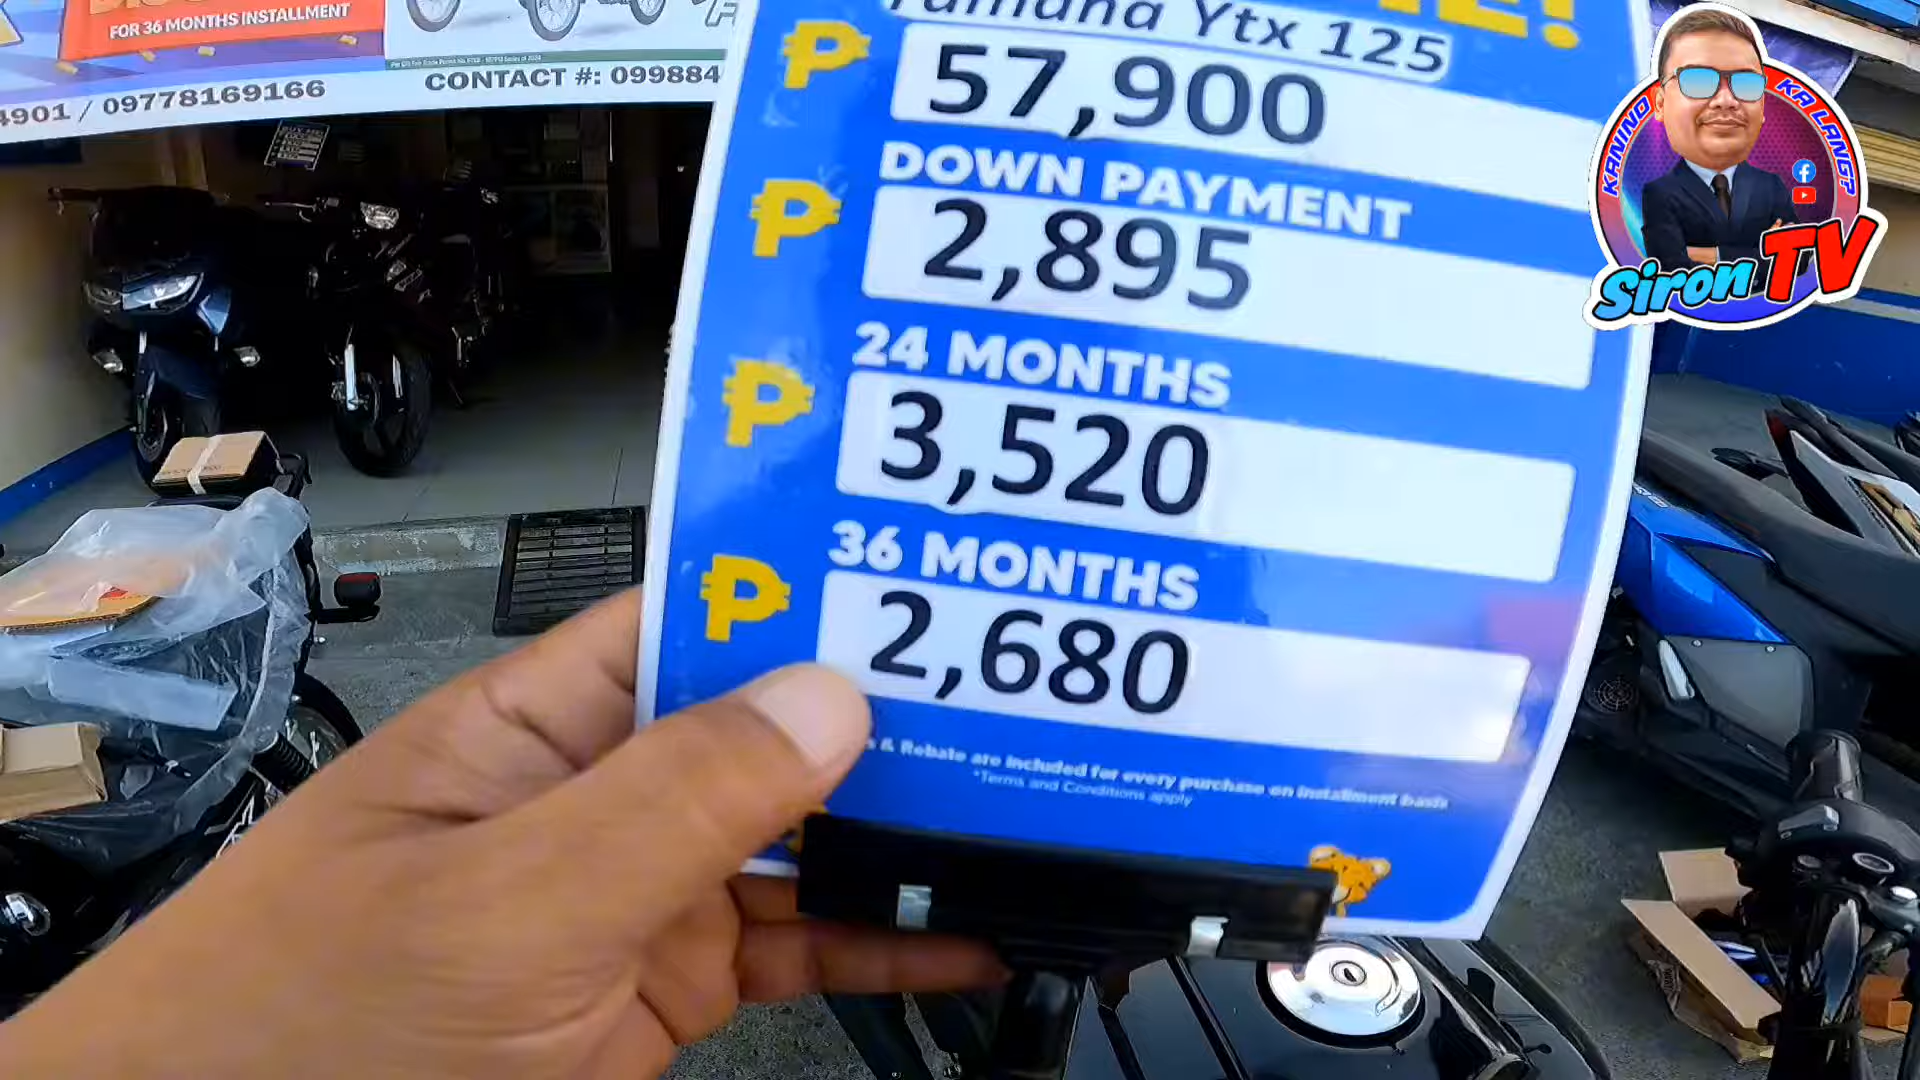 FOR 36 MONTHS INSTALLMENT
4901 / 09778169166
CONTACT #: 099884
Yamaha Ytx 125
₱ 57,900
DOWN PAYMENT
₱ 2,895
24 MONTHS
₱ 3,520
36 MONTHS
₱ 2,680
& Rebate are included for every purchase on installment basis
*Terms and Conditions apply
KANINO KA LANG?
Siron TV